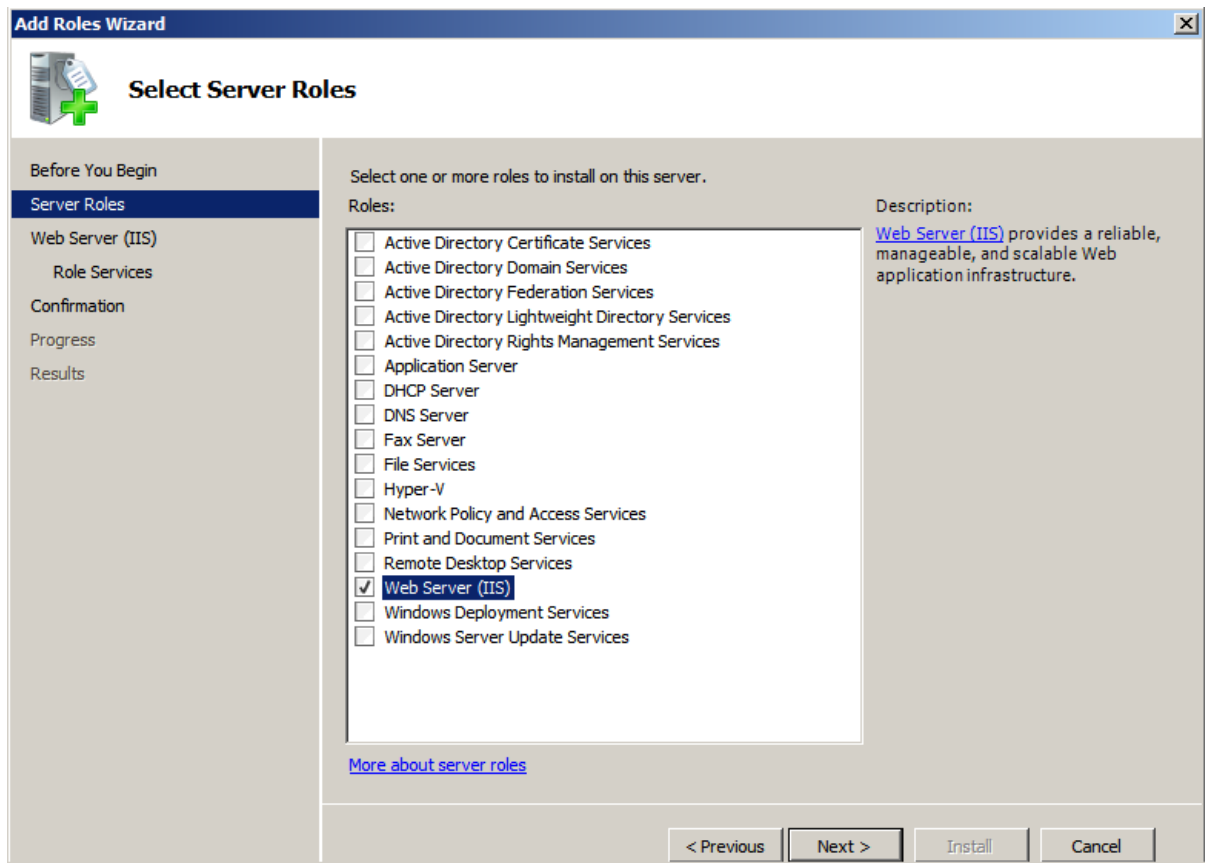 Add Roles Wizard
Select Server Roles
Before You Begin
Server Roles
Web Server (IIS)
Role Services
Confirmation
Progress
Results
Select one or more roles to install on this server.
Roles:
Active Directory Certificate Services
Active Directory Domain Services
Active Directory Federation Services
Active Directory Lightweight Directory Services
Active Directory Rights Management Services
Application Server
DHCP Server
DNS Server
Fax Server
File Services
Hyper-V
Network Policy and Access Services
Print and Document Services
Remote Desktop Services
Web Server (IIS)
Windows Deployment Services
Windows Server Update Services
More about server roles
Description:
Web Server (IIS) provides a reliable,
manageable, and scalable Web
application infrastructure.
< Previous
Next >
Install
Cancel